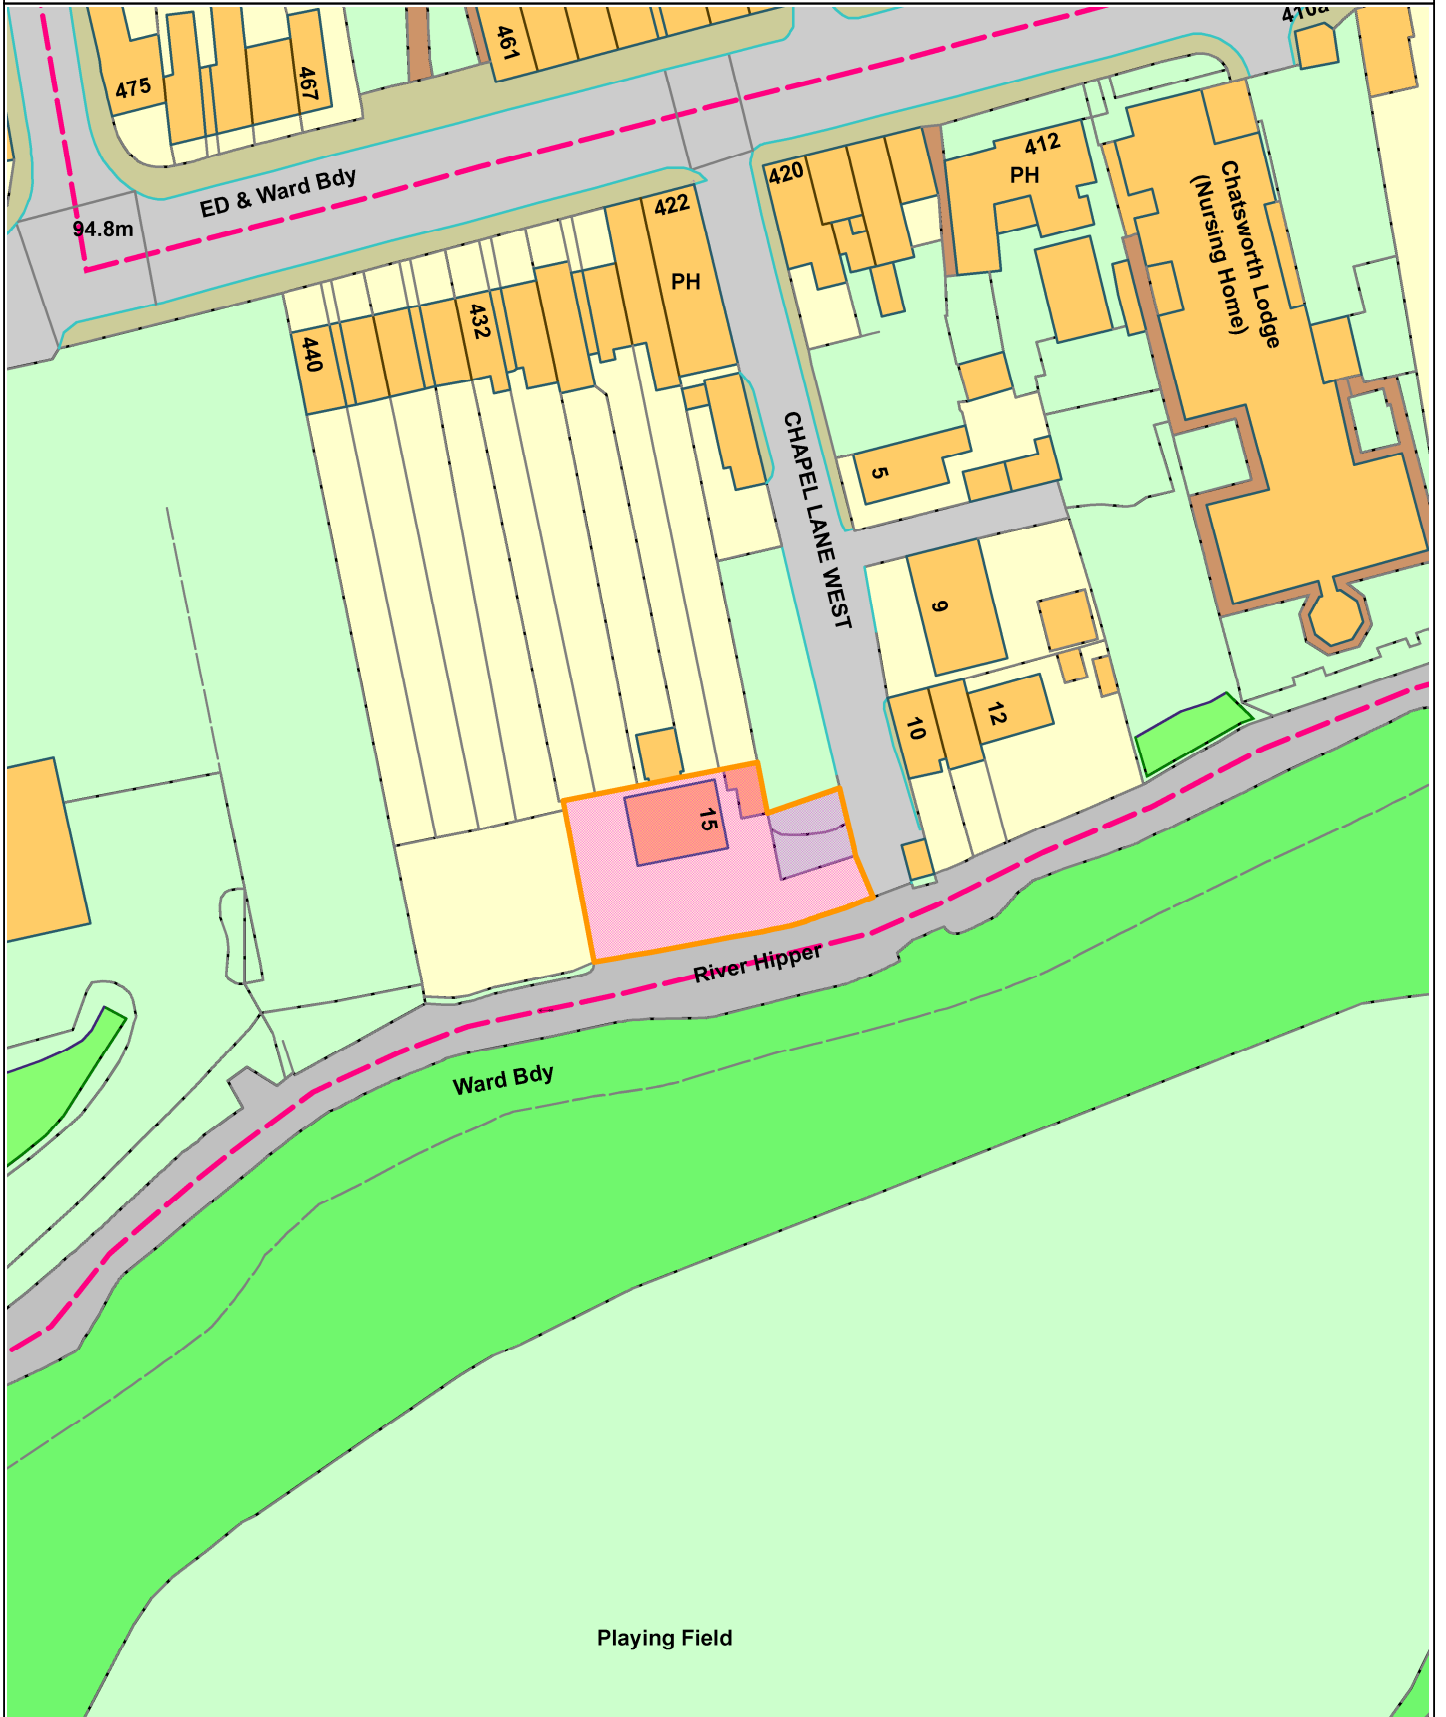 475
467
461
410a
ED & Ward Bdy
94.8m
422
PH
420
412
PH
Chatsworth Lodge
(Nursing Home)
440
432
CHAPEL LANE WEST
5
9
10
12
15
River Hipper
Ward Bdy
Playing Field